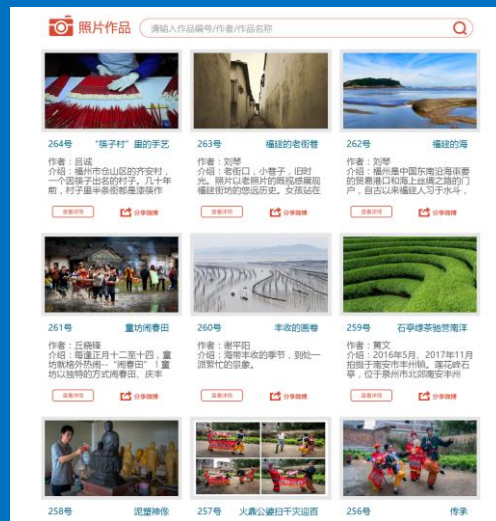 照片作品
请输入作品编号/作者/作品名称
264号 “筷子村”里的手艺
作者：吕诚
介绍：福州市仓山区的齐安村，
一个因筷子出名的村子。几十年
前，村子里半条街都是漆筷作
查看详情 分享微博
263号 福建的老街巷
作者：刘琴
介绍：老街口，小巷子，旧时
光。照片以老照片的既视感展现
福建街坊的悠远历史。女孩站在
查看详情 分享微博
262号 福建的海
作者：刘琴
介绍：福州是中国东南沿海重要
的贸易港口和海上丝绸之路的门
户，自古以来福建人习于水斗，
查看详情 分享微博
261号 童坊闹春田
作者：丘晓锋
介绍：每逢正月十二至十四，童
坊就格外热闹--“闹春田”！童
坊以独特的方式闹春田、庆丰
查看详情 分享微博
260号 丰收的画卷
作者：谢平阳
介绍：海带丰收的季节，到处一
派繁忙的景象。
查看详情 分享微博
259号 石亭绿茶驰誉南洋
作者：黄文
介绍：2016年5月、2017年11月
拍摄于南安市丰州镇。莲花峰石
亭，位于泉州市北郊南安丰州
查看详情 分享微博
258号 泥塑神像
257号 火鼎公婆扫干灾迎百
256号 传承